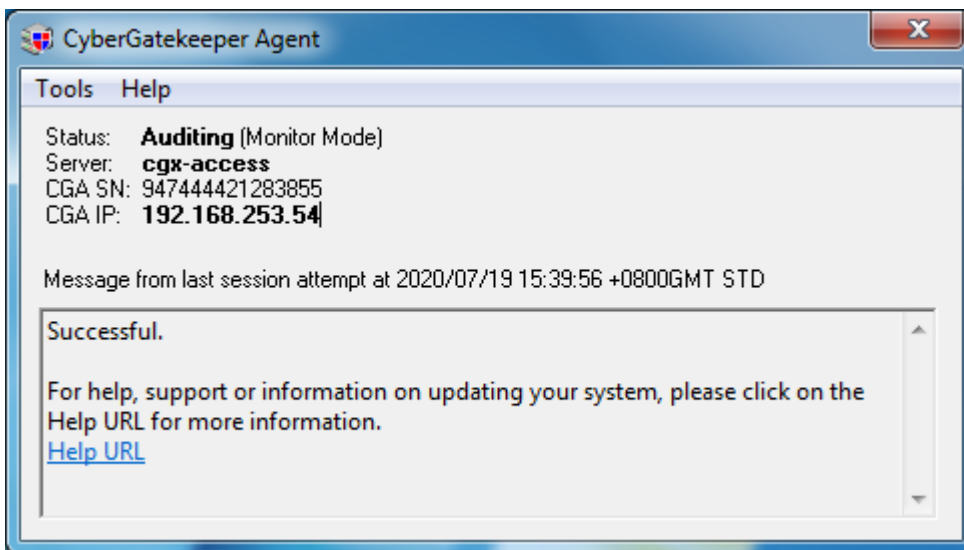 CyberGatekeeper Agent
Tools Help
Status: Auditing (Monitor Mode)
Server: cgx-access
CGA SN: 947444421283855
CGA IP: 192.168.253.54
Message from last session attempt at 2020/07/19 15:39:56 +0800GMT STD
Successful.
For help, support or information on updating your system, please click on the
Help URL for more information.
Help URL